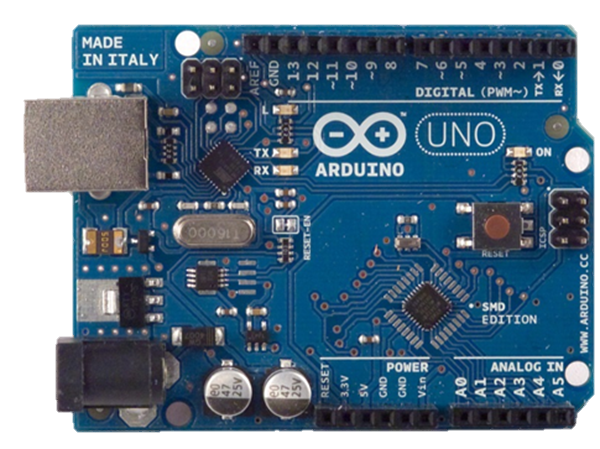 MADE
IN ITALY
AREF
GND
13
12
~11
~10
~9
8
7
~6
~5
4
~3
2
TX→1
RX←0
DIGITAL (PWM~)
L
TX
RX
ARDUINO
™
UNO
ON
T16000
RESET-EN
RESET
ICSP
SMD
EDITION
WWW.ARDUINO.CC
47
25V
47
25V
POWER
ANALOG IN
RESET
3.3V
5V
GND
GND
Vin
A0
A1
A2
A3
A4
A5